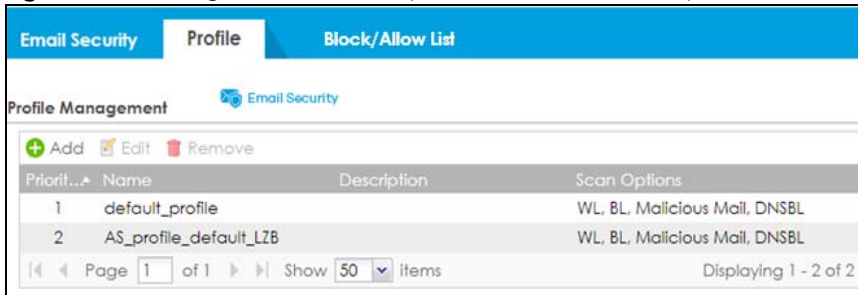 Email Security Profile Block/Allow List
Profile Management Email Security
Add Edit Remove
Priorit... Name Description Scan Options
1 default_profile WL, BL, Malicious Mail, DNSBL
2 AS_profile_default_LZB WL, BL, Malicious Mail, DNSBL
Page 1 of 1 Show 50 items Displaying 1 - 2 of 2